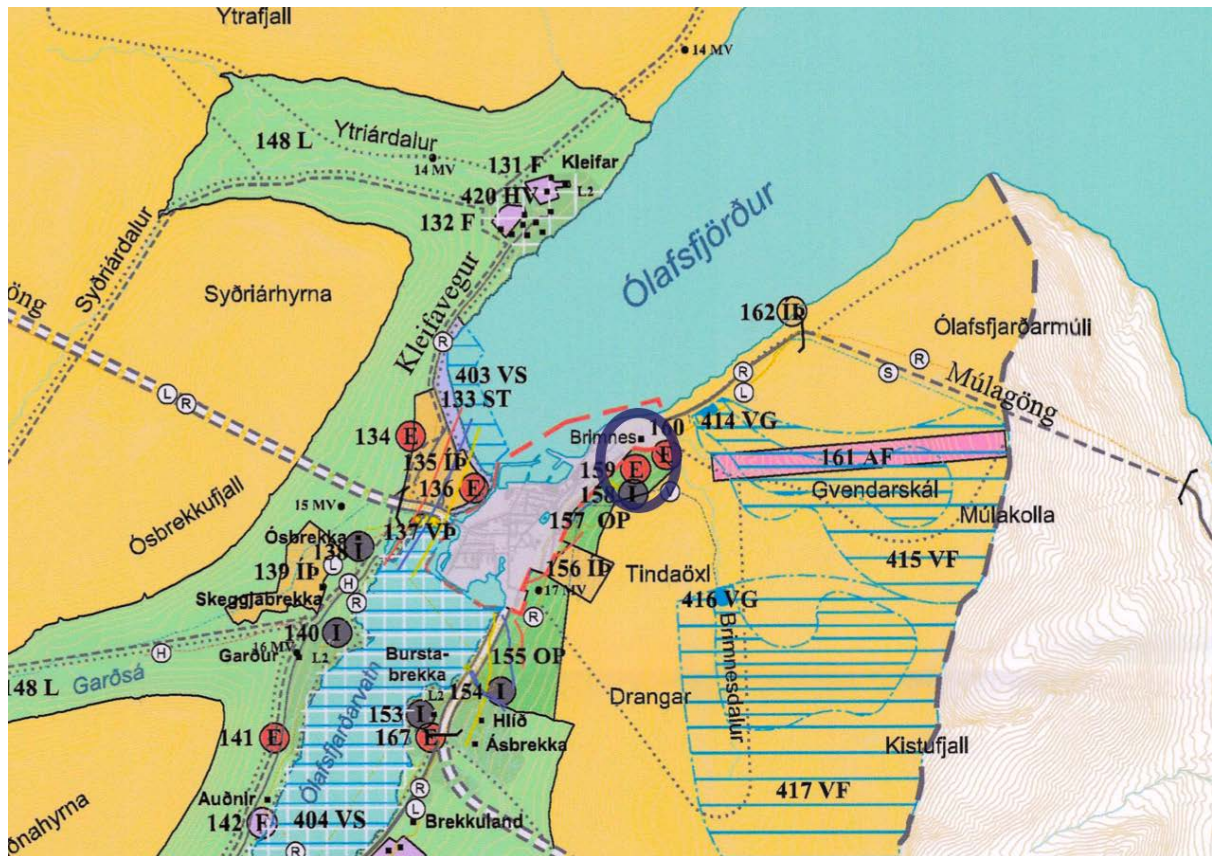 Ytrafjall
14 MV
148 L
Ytriárdalur
14 MV
131 F
Kleifar
L2
420 HV
132 F
Syðriárdalur
Syðriárhyrna
göng
Kleifavegur
Ólafsfjörður
R
162 ÍÞ
Ólafsfjarðarmúli
R
S
R
L
Múlagöng
403 VS
133 ST
L R
134 E
135 ÍÞ
136 E
Brimnes
160
E
159 E
158 I
V
157 OP
414 VG
161 AF
Gvendarskál
Múlakolla
415 VF
Ósbrekkufjall
15 MV
Ósbrekka
138 I
137 VÞ
139 ÍÞ
L
H
R
Skeggjabrekka
156 ÍÞ
17 MV
R
Tindaöxl
416 VG
Brimnesdalur
140 I
16 MV
Garður
L2
H
148 L
Garðsá
Bursta-
brekka
L2
155 OP
154 I
153 I
167 E
Hlíð
Ásbrekka
Drangar
Kistufjall
141 E
Ólafsfjarðarvatn
Auðnir
142 F
404 VS
R
L
Brekkuland
R
417 VF
ðnahyrna